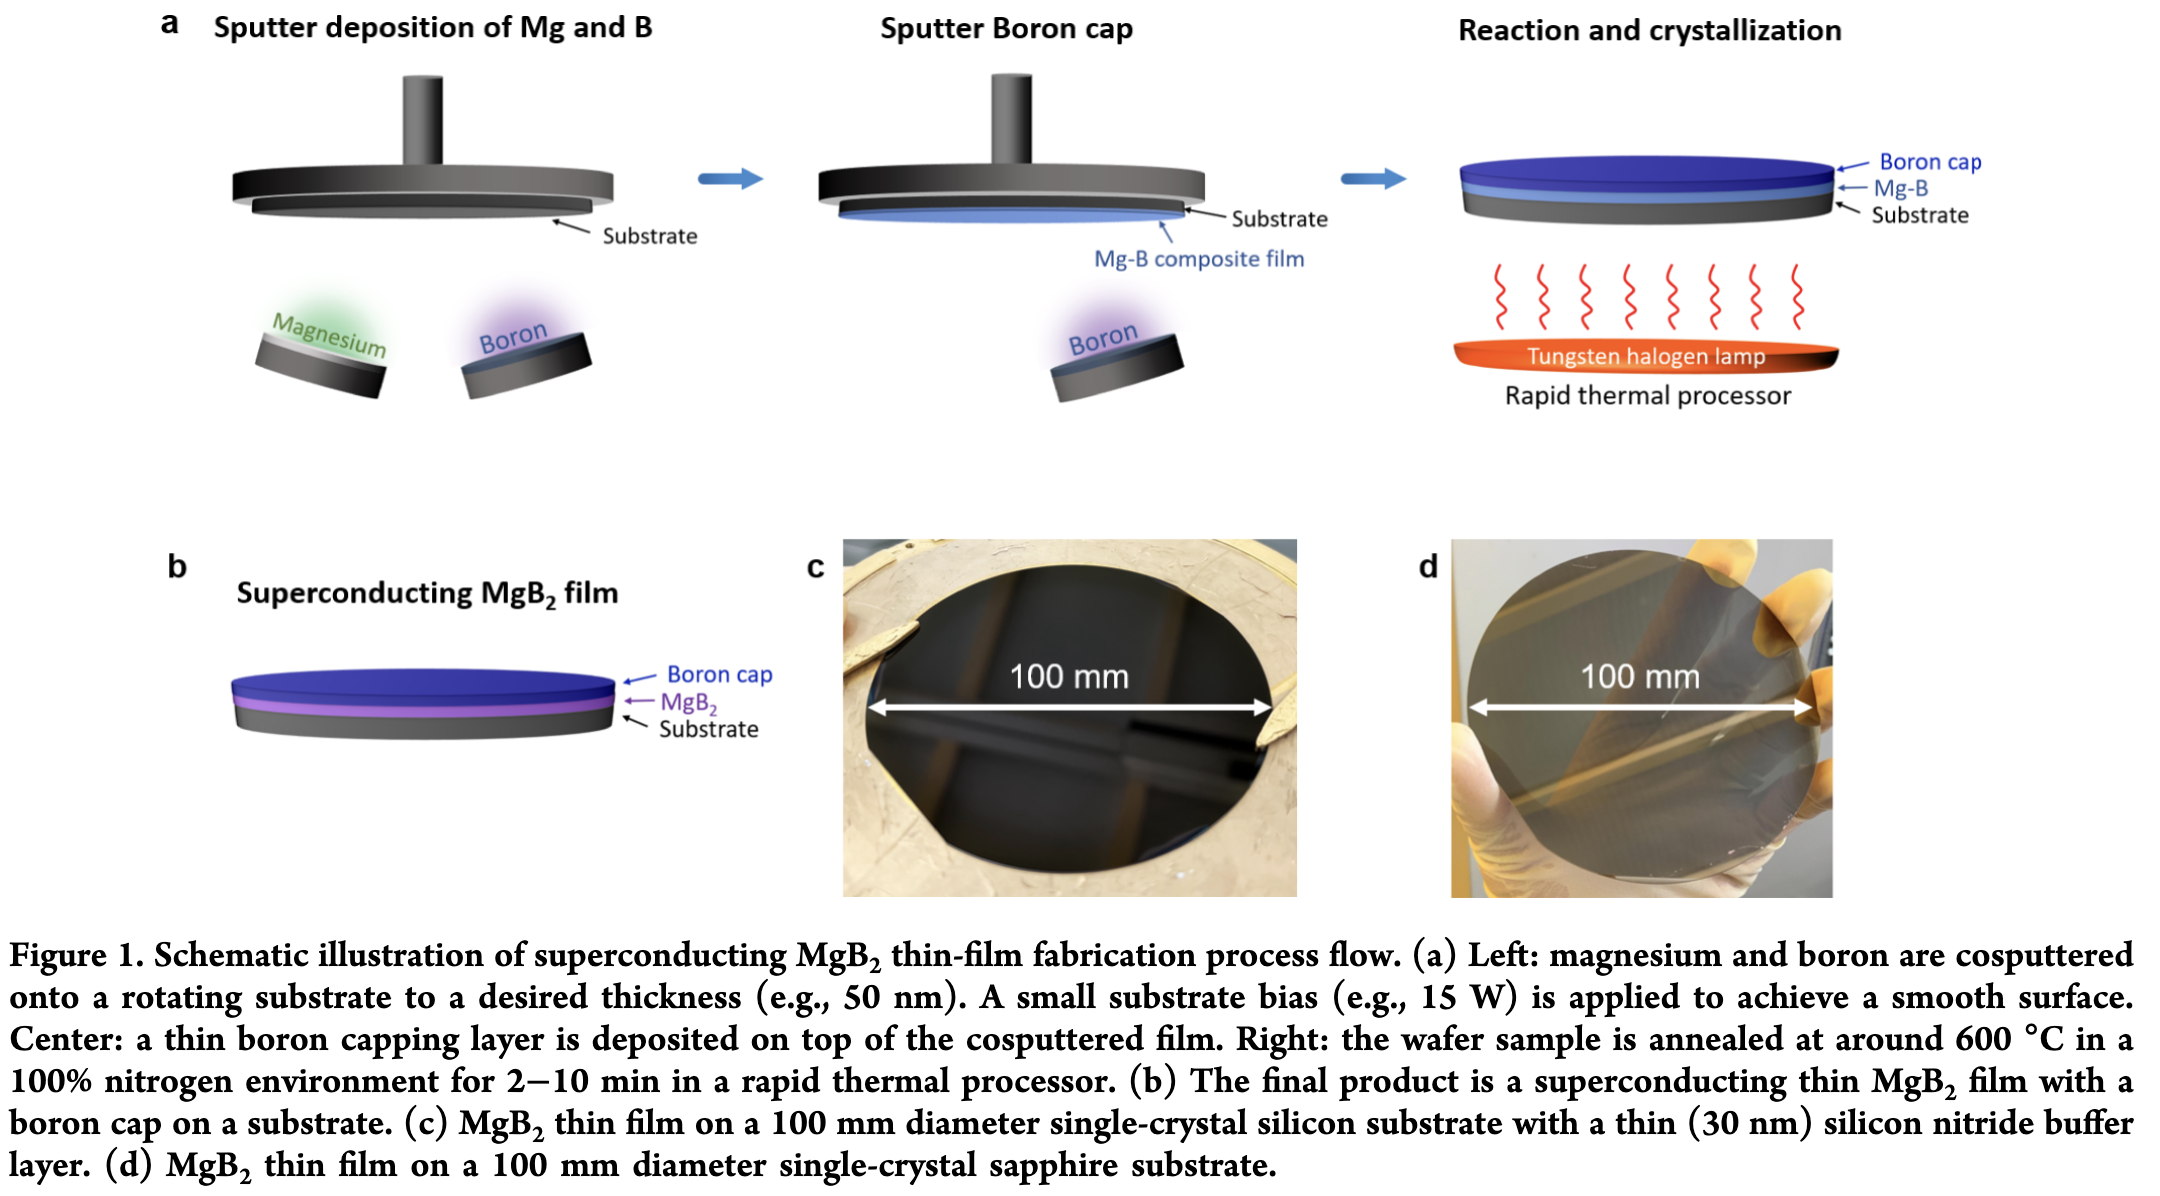 a
Sputter deposition of Mg and B
Sputter Boron cap
Reaction and crystallization
Substrate
Magnesium
Boron
Substrate
Mg-B composite film
Boron
Boron cap
Mg-B
Substrate
Tungsten halogen lamp
Rapid thermal processor
b
Superconducting MgB₂ film
Boron cap
MgB₂
Substrate
c
100 mm
d
100 mm
Figure 1. Schematic illustration of superconducting MgB₂ thin-film fabrication process flow. (a) Left: magnesium and boron are cosputtered
onto a rotating substrate to a desired thickness (e.g., 50 nm). A small substrate bias (e.g., 15 W) is applied to achieve a smooth surface.
Center: a thin boron capping layer is deposited on top of the cosputtered film. Right: the wafer sample is annealed at around 600 °C in a
100% nitrogen environment for 2−10 min in a rapid thermal processor. (b) The final product is a superconducting thin MgB₂ film with a
boron cap on a substrate. (c) MgB₂ thin film on a 100 mm diameter single-crystal silicon substrate with a thin (30 nm) silicon nitride buffer
layer. (d) MgB₂ thin film on a 100 mm diameter single-crystal sapphire substrate.